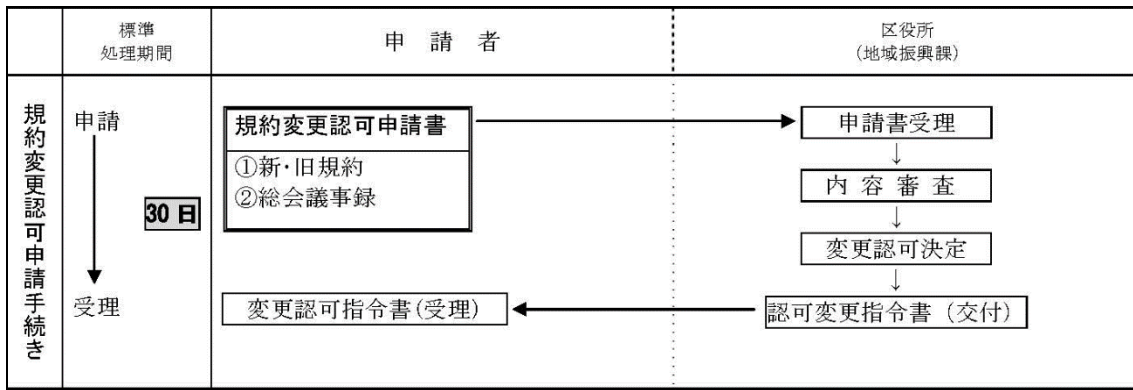 標準
処理期間
申請者
区役所
(地域振興課)
規約変更認可申請手続き
申請
30 日
受理
規約変更認可申請書
①新・旧規約
②総会議事録
変更認可指令書(受理)
申請書受理
↓
内容審査
↓
変更認可決定
↓
認可変更指令書(交付)